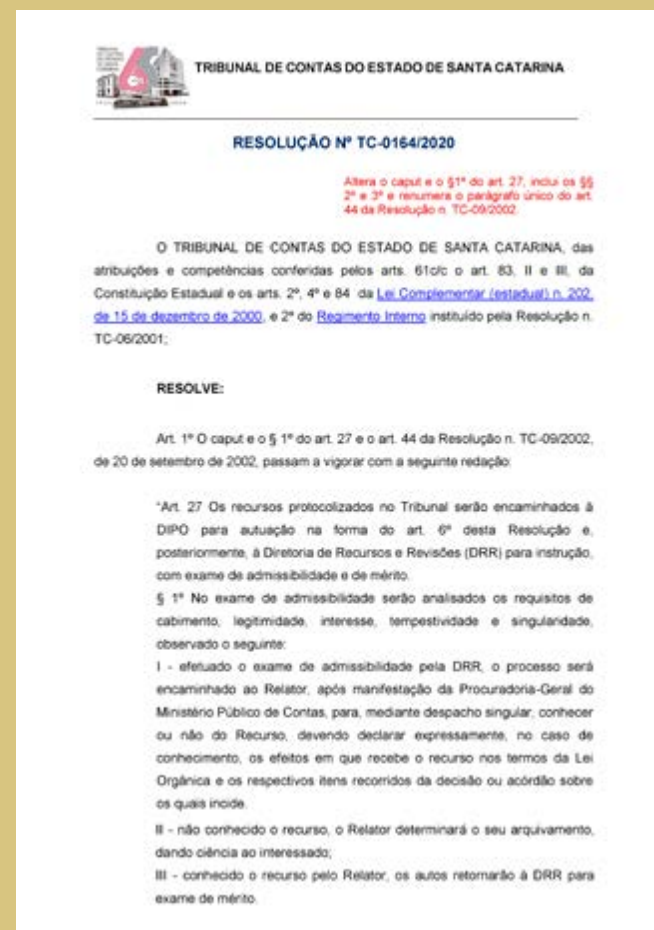 TRIBUNAL DE CONTAS DO ESTADO DE SANTA CATARINA
RESOLUÇÃO Nº TC-0164/2020
Altera o caput e o §1º do art. 27, inclui os §§
2º e 3º e renumera o parágrafo único do art.
44 da Resolução n. TC-09/2002.
O TRIBUNAL DE CONTAS DO ESTADO DE SANTA CATARINA, das
atribuições e competências conferidas pelos arts. 61c/c o art. 83, II e III, da
Constituição Estadual e os arts. 2º, 4º e 84 da Lei Complementar (estadual) n. 202,
de 15 de dezembro de 2000, e 2º do Regimento Interno instituído pela Resolução n.
TC-06/2001;
RESOLVE:
Art. 1º O caput e o § 1º do art. 27 e o art. 44 da Resolução n. TC-09/2002,
de 20 de setembro de 2002, passam a vigorar com a seguinte redação:
"Art. 27 Os recursos protocolizados no Tribunal serão encaminhados à
DIPO para autuação na forma do art. 6º desta Resolução e,
posteriormente, à Diretoria de Recursos e Revisões (DRR) para instrução,
com exame de admissibilidade e de mérito.
§ 1º No exame de admissibilidade serão analisados os requisitos de
cabimento, legitimidade, interesse, tempestividade e singularidade,
observado o seguinte:
I - efetuado o exame de admissibilidade pela DRR, o processo será
encaminhado ao Relator, após manifestação da Procuradoria-Geral do
Ministério Público de Contas, para, mediante despacho singular, conhecer
ou não do Recurso, devendo declarar expressamente, no caso de
conhecimento, os efeitos em que recebe o recurso nos termos da Lei
Orgânica e os respectivos itens recorridos da decisão ou acórdão sobre
os quais incide.
II - não conhecido o recurso, o Relator determinará o seu arquivamento,
dando ciência ao interessado;
III - conhecido o recurso pelo Relator, os autos retornarão à DRR para
exame de mérito.